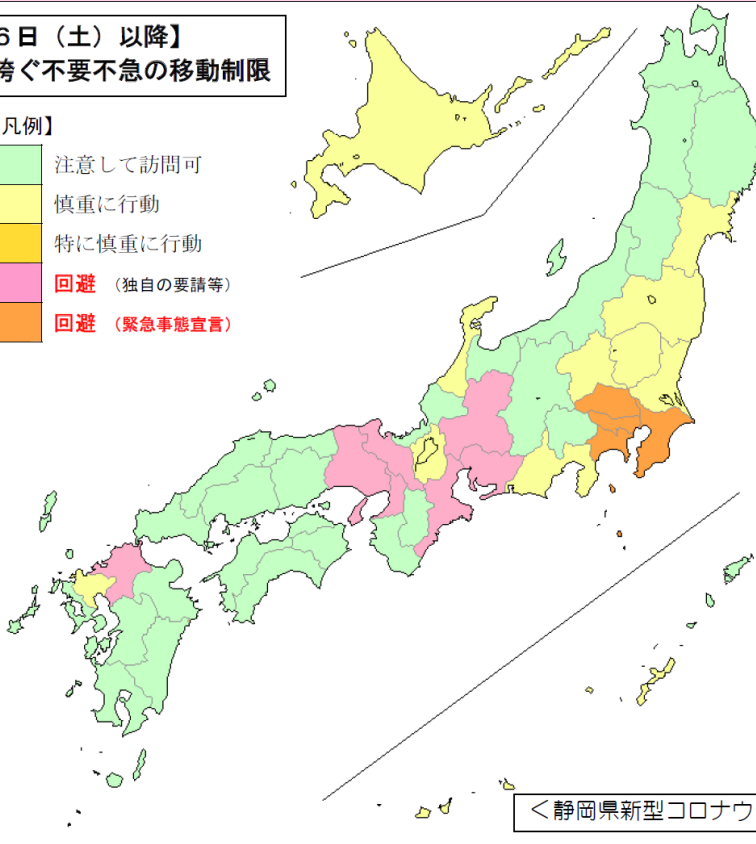 ６日（土）以降】
跨ぐ不要不急の移動制限
凡例】
注意して訪問可
慎重に行動
特に慎重に行動
回避 （独自の要請等）
回避 （緊急事態宣言）
＜静岡県新型コロナウ